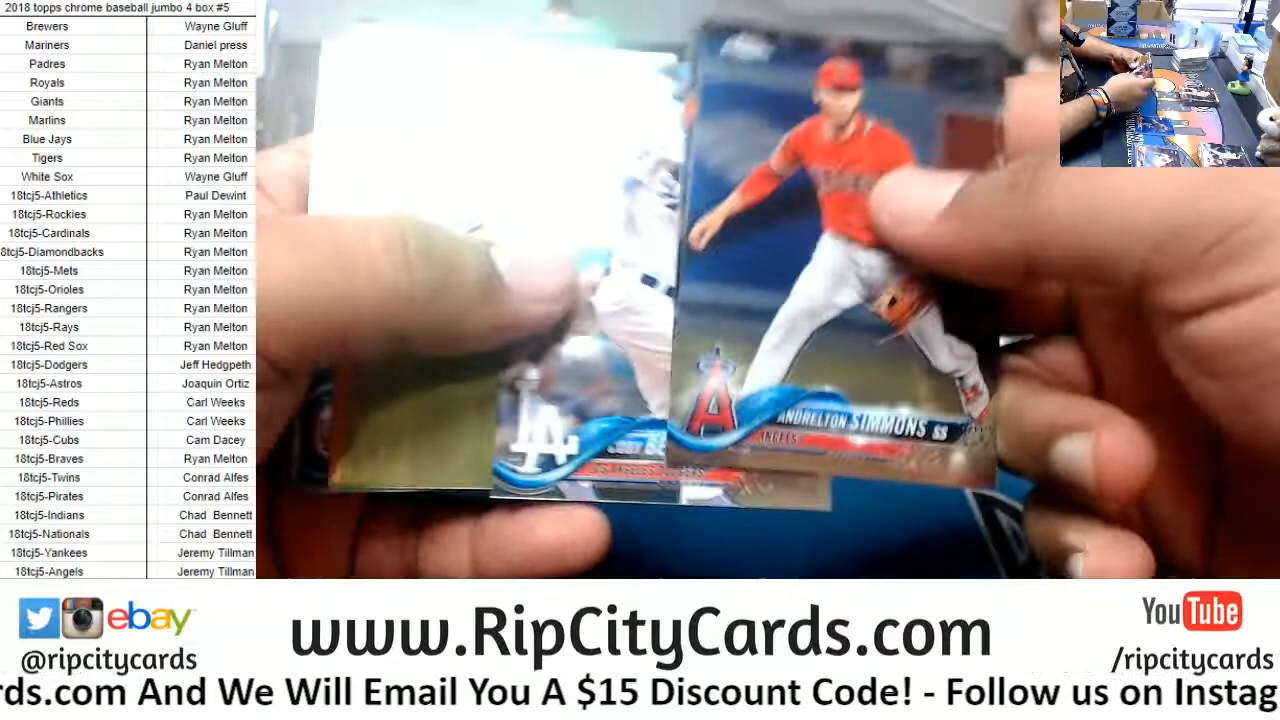 2018 topps chrome baseball jumbo 4 box #5
Brewers Wayne Gluff
Mariners Daniel press
Padres Ryan Melton
Royals Ryan Melton
Giants Ryan Melton
Marlins Ryan Melton
Blue Jays Ryan Melton
Tigers Ryan Melton
White Sox Wayne Gluff
18tcj5-Athletics Paul Dewint
18tcj5-Rockies Ryan Melton
18tcj5-Cardinals Ryan Melton
8tcj5-Diamondbacks Ryan Melton
18tcj5-Mets Ryan Melton
18tcj5-Orioles Ryan Melton
18tcj5-Rangers Ryan Melton
18tcj5-Rays Ryan Melton
18tcj5-Red Sox Ryan Melton
18tcj5-Dodgers Jeff Hedgpeth
18tcj5-Astros Joaquin Ortiz
18tcj5-Reds Carl Weeks
18tcj5-Phillies Carl Weeks
18tcj5-Cubs Cam Dacey
18tcj5-Braves Ryan Melton
18tcj5-Twins Conrad Alfes
18tcj5-Pirates Conrad Alfes
18tcj5-Indians Chad Bennett
18tcj5-Nationals Chad Bennett
18tcj5-Yankees Jeremy Tillman
18tcj5-Angels Jeremy Tillman
LA
LOS ANGELES DODGERS
A
ANDRELTON SIMMONS SS
ANGELS
ebay
@ripcitycards
www.RipCityCards.com
YouTube
/ripcitycards
rds.com And We Will Email You A $15 Discount Code! - Follow us on Instag